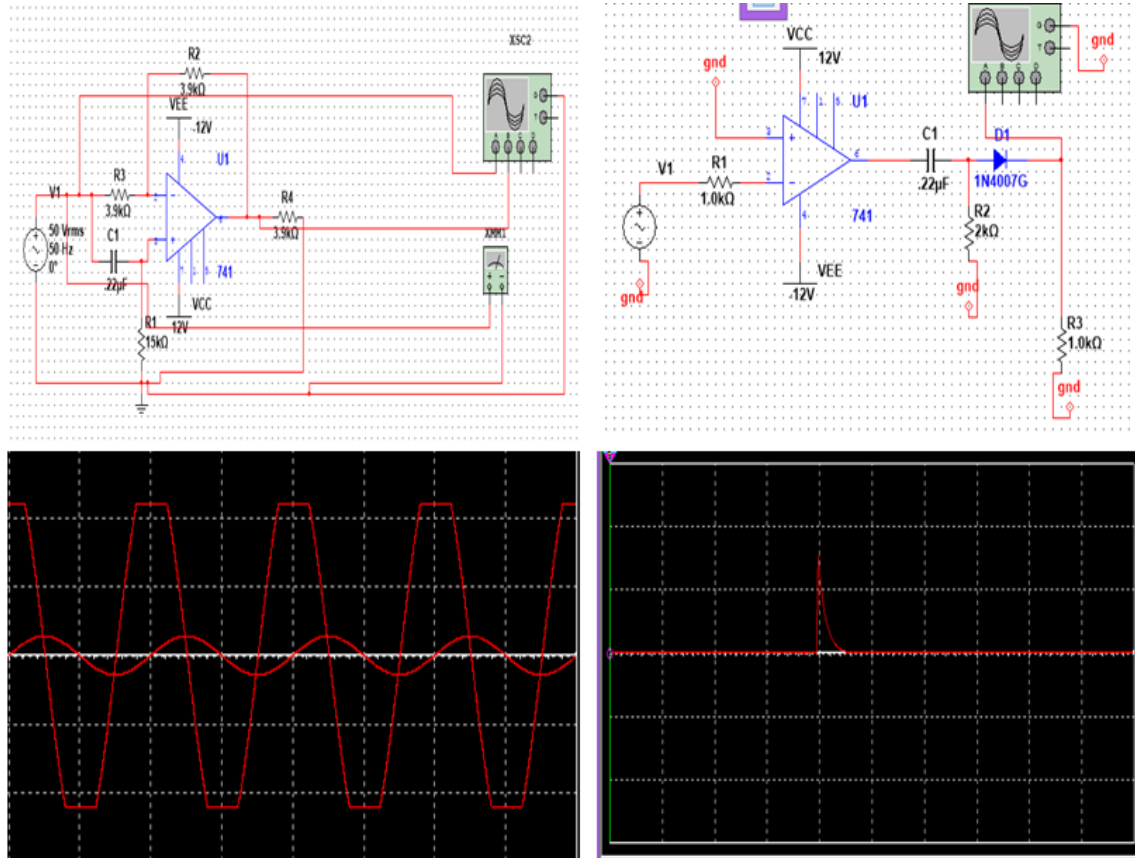 XSC2
R2
3.9kΩ
VEE
-12V
U1
V1
R3
3.9kΩ
R4
3.9kΩ
50 Vrms
50 Hz
0°
C1
.22µF
XMM1
741
VCC
12V
R1
15kΩ
A B C D
G
T
VCC
12V
gnd
U1
V1
R1
1.0kΩ
741
VEE
-12V
C1
.22µF
D1
1N4007G
R2
2kΩ
gnd
gnd
R3
1.0kΩ
gnd
gnd
A B C D
G
T